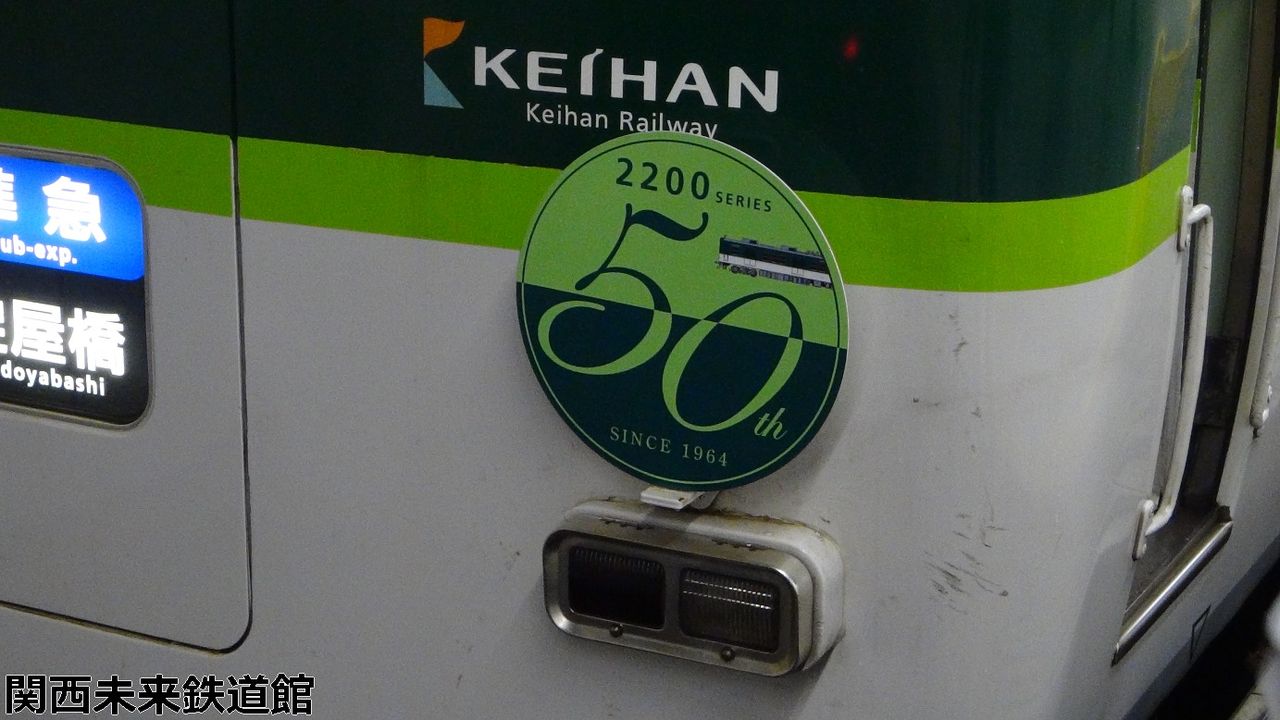 KEIHAN
Keihan Railway
2200 SERIES
50th
SINCE 1964
急
ub-exp.
屋橋
doyabashi
関西未来鉄道館